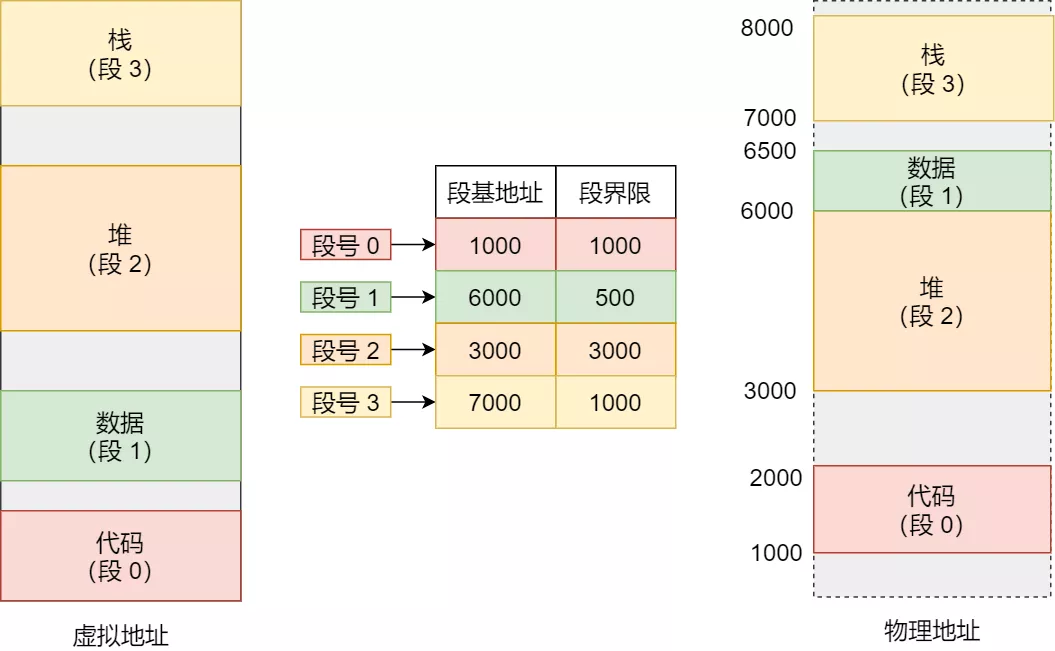 栈
(段 3)
堆
(段 2)
数据
(段 1)
代码
(段 0)
虚拟地址
段基地址 段界限
段号 0 1000 1000
段号 1 6000 500
段号 2 3000 3000
段号 3 7000 1000
8000
栈
(段 3)
7000
6500
数据
(段 1)
6000
堆
(段 2)
3000
2000
代码
(段 0)
1000
物理地址